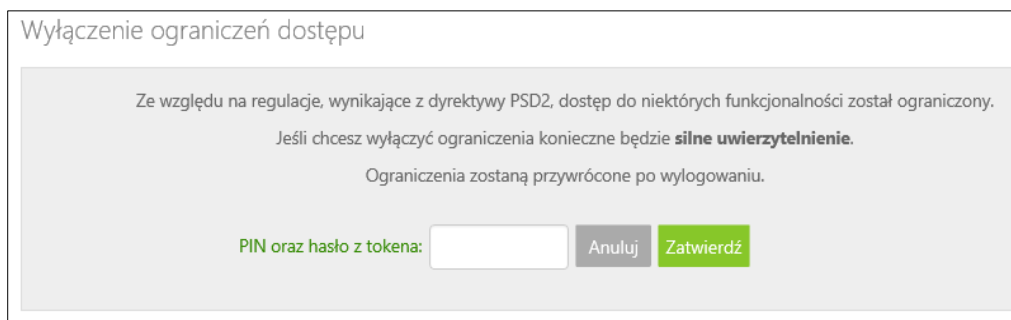 Wyłączenie ograniczeń dostępu
Ze względu na regulacje, wynikające z dyrektywy PSD2, dostęp do niektórych funkcjonalności został ograniczony.
Jeśli chcesz wyłączyć ograniczenia konieczne będzie silne uwierzytelnienie.
Ograniczenia zostaną przywrócone po wylogowaniu.
PIN oraz hasło z tokena: Anuluj Zatwierdź